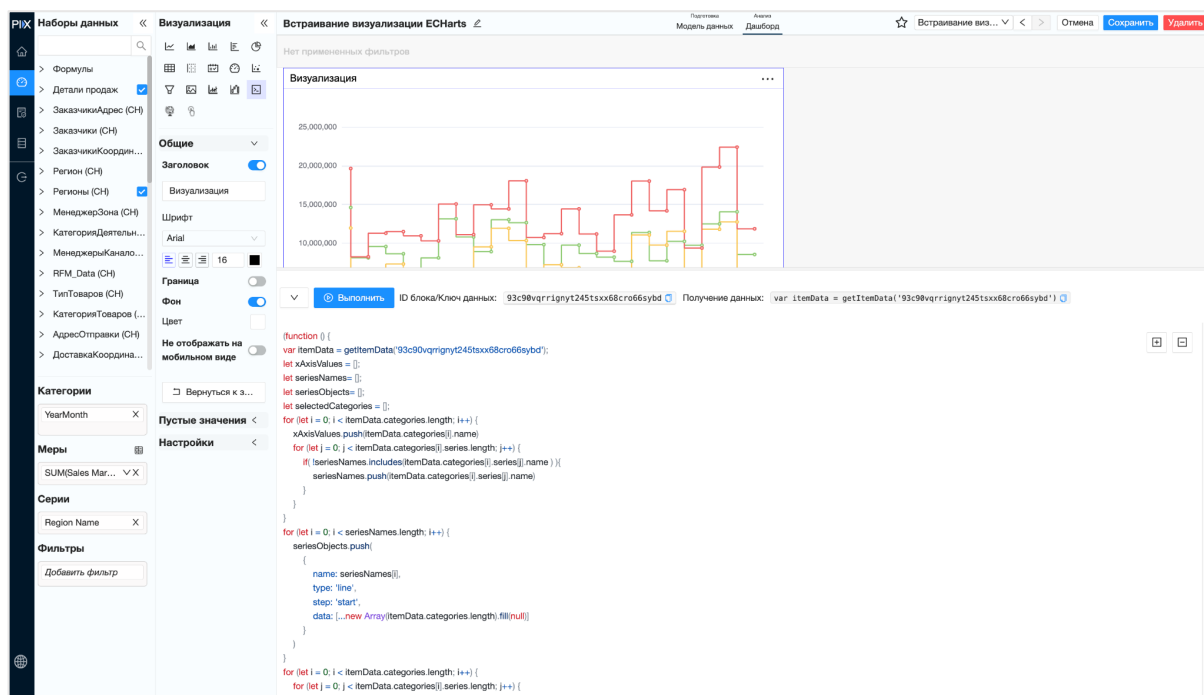 PIX
Наборы данных
Формулы
Детали продаж
ЗаказчикиАдрес (CH)
Заказчики (CH)
ЗаказчикиКоордин...
Регион (CH)
Регионы (CH)
МенеджерЗона (CH)
КатегорияДеятельн...
МенеджерыКанало...
RFM_Data (CH)
ТипТоваров (CH)
КатегорияТоваров (...
АдресОтправки (CH)
ДоставкаКоордина...
Категории
YearMonth X
Меры
SUM(Sales Mar... X
Серии
Region Name X
Фильтры
Добавить фильтр
Визуализация
Общие
Заголовок
Визуализация
Шрифт
Arial
16
Граница
Фон
Цвет
Не отображать на
мобильном виде
Вернуться к з...
Пустые значения
Настройки
Встраивание визуализации ECHarts
Подготовка
Модель данных
Анализ
Дашборд
Встраивание виз...
Отмена
Сохранить
Удалить
Нет примененных фильтров
Визуализация
25,000,000
20,000,000
15,000,000
10,000,000
Выполнить ID блока/Ключ данных: 93c90vqrrignyt245tsxx68cro66sybd Получение данных: var itemData = getItemData('93c90vqrrignyt245tsxx68cro66sybd')
(function () {
var itemData = getItemData('93c90vqrrignyt245tsxx68cro66sybd');
let xAxisValues = [];
let seriesNames= [];
let seriesObjects= [];
let selectedCategories = [];
for (let i = 0; i < itemData.categories.length; i++) {
xAxisValues.push(itemData.categories[i].name)
for (let j = 0; j < itemData.categories[i].series.length; j++) {
if( !seriesNames.includes(itemData.categories[i].series[j].name ) ){
seriesNames.push(itemData.categories[i].series[j].name)
}
}
}
for (let i = 0; i < seriesNames.length; i++) {
seriesObjects.push(
{
name: seriesNames[i],
type: 'line',
step: 'start',
data: [...new Array(itemData.categories.length).fill(null)]
}
)
}
for (let i = 0; i < itemData.categories.length; i++) {
for (let j = 0; j < itemData.categories[i].series.length; j++) {